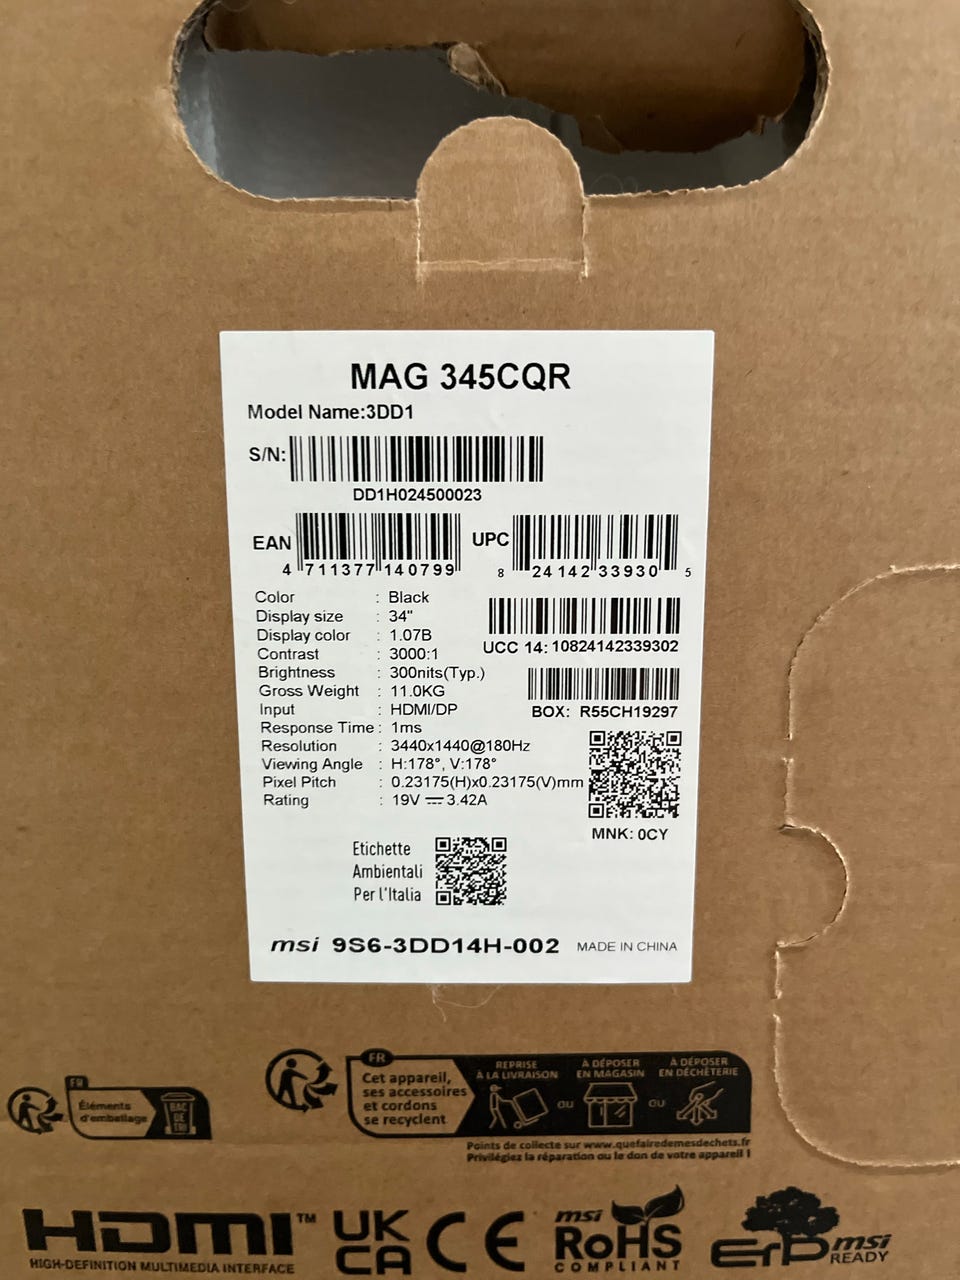 MAG 345CQR
Model Name:3DD1
S/N:
DD1H024500023
EAN
4 711377 140799
UPC
8 24142 33930 5
Color : Black
Display size : 34"
Display color : 1.07B
Contrast : 3000:1
Brightness : 300nits(Typ.)
Gross Weight : 11.0KG
Input : HDMI/DP
Response Time : 1ms
Resolution : 3440x1440@180Hz
Viewing Angle : H:178°, V:178°
Pixel Pitch : 0.23175(H)x0.23175(V)mm
Rating : 19V ⎓ 3.42A
UCC 14: 10824142339302
BOX: R55CH19297
MNK: 0CY
Etichette
Ambientali
Per l'Italia
msi 9S6-3DD14H-002 MADE IN CHINA
FR
Éléments
d'emballage
BAC
DE
TRI
FR
Cet appareil,
ses accessoires
et cordons
se recyclent
REPRISE
À LA LIVRAISON
ou
À DÉPOSER
EN MAGASIN
ou
À DÉPOSER
EN DÉCHÈTERIE
Points de collecte sur www.quefairedemesdechets.fr
Privilégiez la réparation ou le don de votre appareil !
HDMI™
HIGH-DEFINITION MULTIMEDIA INTERFACE
UK
CA
CE
msi
RoHS
COMPLIANT
ErP msi
READY